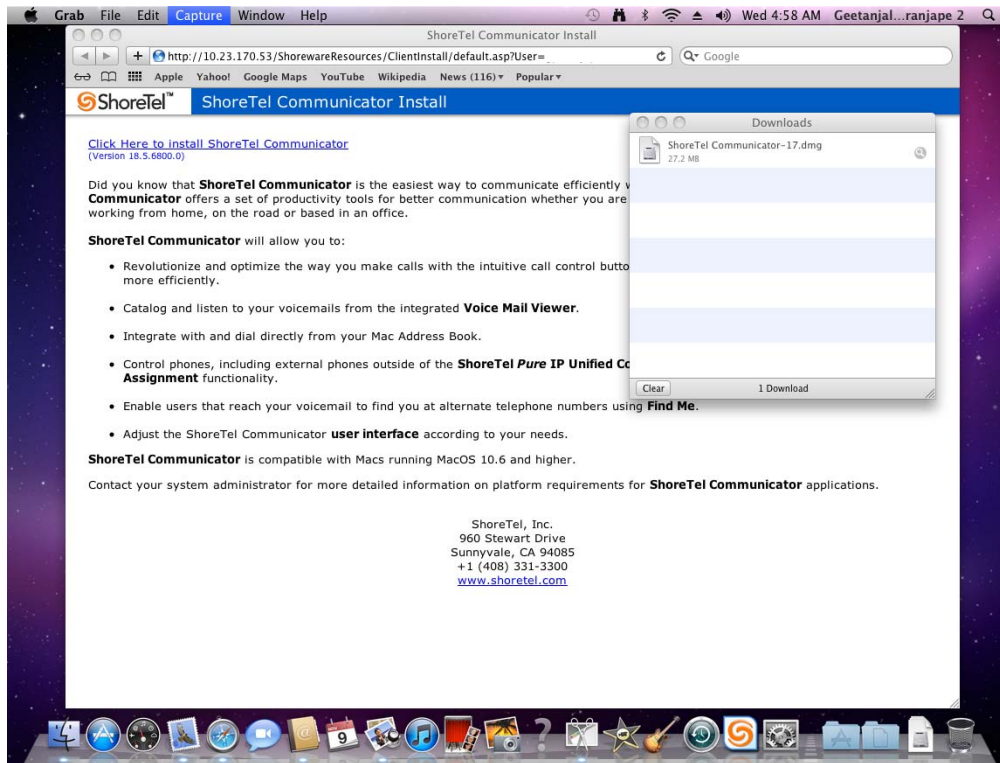 Grab File Edit Capture Window Help Wed 4:58 AM Geetanjal...ranjape 2
ShoreTel Communicator Install
http://10.23.170.53/ShorewareResources/ClientInstall/default.asp?User=
Google
Apple Yahoo! Google Maps YouTube Wikipedia News (116) Popular
ShoreTel™ ShoreTel Communicator Install
Click Here to install ShoreTel Communicator
(Version 18.5.6800.0)
Did you know that ShoreTel Communicator is the easiest way to communicate efficiently
Communicator offers a set of productivity tools for better communication whether you are
working from home, on the road or based in an office.
ShoreTel Communicator will allow you to:
• Revolutionize and optimize the way you make calls with the intuitive call control
more efficiently.
• Catalog and listen to your voicemails from the integrated Voice Mail Viewer.
• Integrate with and dial directly from your Mac Address Book.
• Control phones, including external phones outside of the ShoreTel Pure IP Unified
Assignment functionality.
• Enable users that reach your voicemail to find you at alternate telephone numbers using Find Me.
• Adjust the ShoreTel Communicator user interface according to your needs.
ShoreTel Communicator is compatible with Macs running MacOS 10.6 and higher.
Contact your system administrator for more detailed information on platform requirements for ShoreTel Communicator applications.
ShoreTel, Inc.
960 Stewart Drive
Sunnyvale, CA 94085
+1 (408) 331-3300
www.shoretel.com
Downloads
ShoreTel Communicator-17.dmg
27.2 MB
Clear 1 Download
9